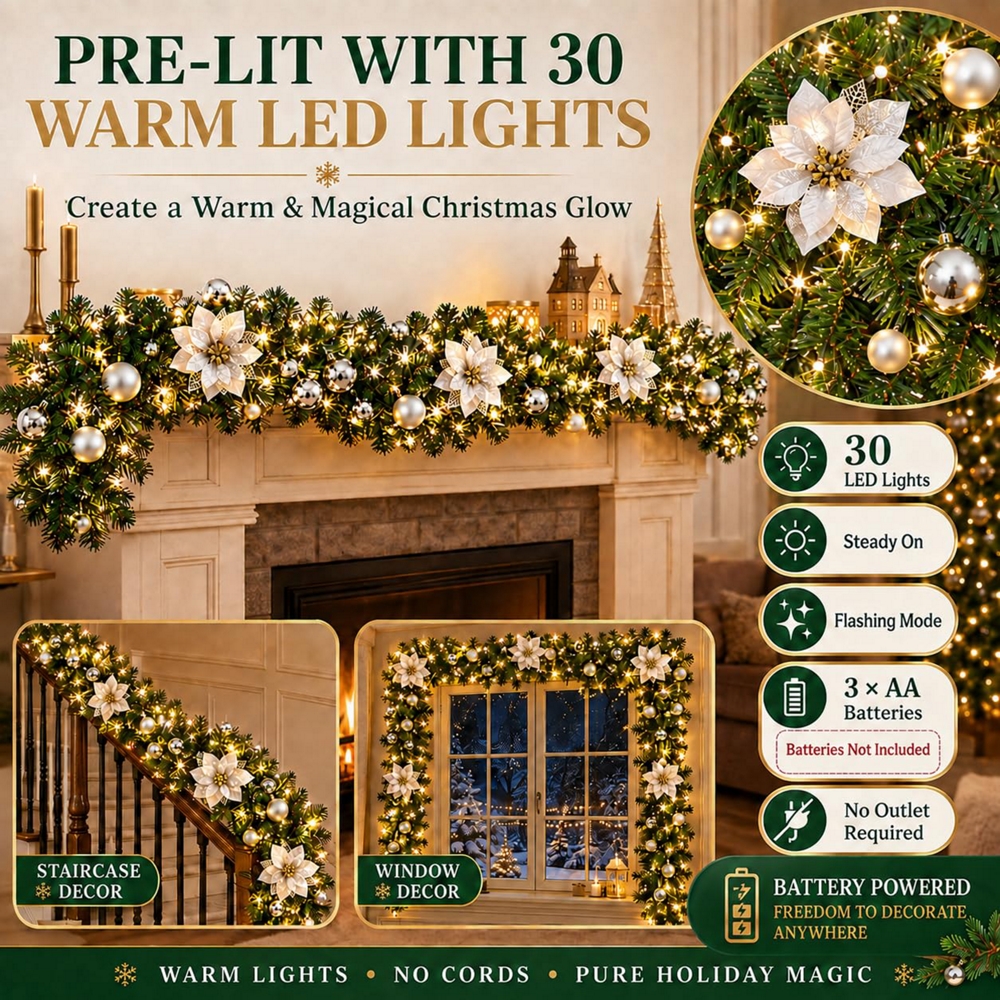 PRE-LIT WITH 30
WARM LED LIGHTS
Create a Warm & Magical Christmas Glow
30
LED Lights
Steady On
Flashing Mode
3 × AA
Batteries
Batteries Not Included
No Outlet
Required
STAIRCASE
DECOR
WINDOW
DECOR
BATTERY POWERED
FREEDOM TO DECORATE
ANYWHERE
WARM LIGHTS • NO CORDS • PURE HOLIDAY MAGIC